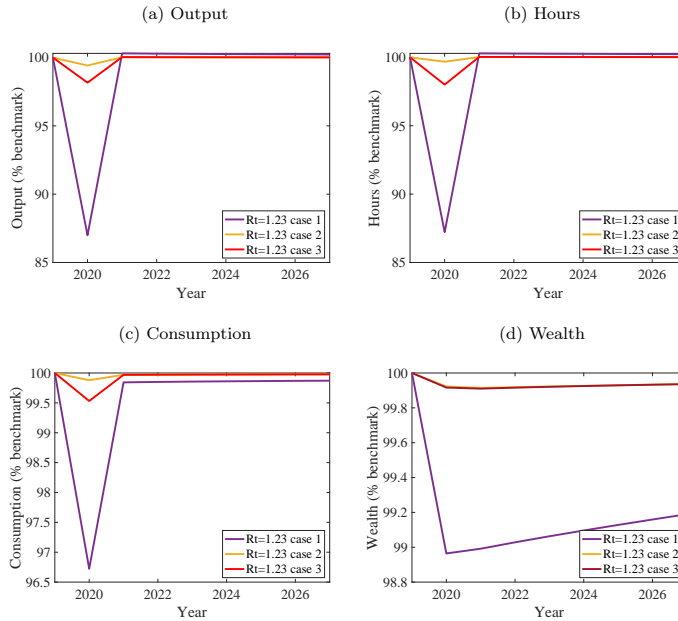 (a) Output
100
95
90
85
Output (% benchmark)
2020 2022 2024 2026
Year
Rt=1.23 case 1
Rt=1.23 case 2
Rt=1.23 case 3
(b) Hours
100
95
90
85
Hours (% benchmark)
2020 2022 2024 2026
Year
Rt=1.23 case 1
Rt=1.23 case 2
Rt=1.23 case 3
(c) Consumption
100
99.5
99
98.5
98
97.5
97
96.5
Consumption (% benchmark)
2020 2022 2024 2026
Year
Rt=1.23 case 1
Rt=1.23 case 2
Rt=1.23 case 3
(d) Wealth
100
99.8
99.6
99.4
99.2
99
98.8
Wealth (% benchmark)
2020 2022 2024 2026
Year
Rt=1.23 case 1
Rt=1.23 case 2
Rt=1.23 case 3